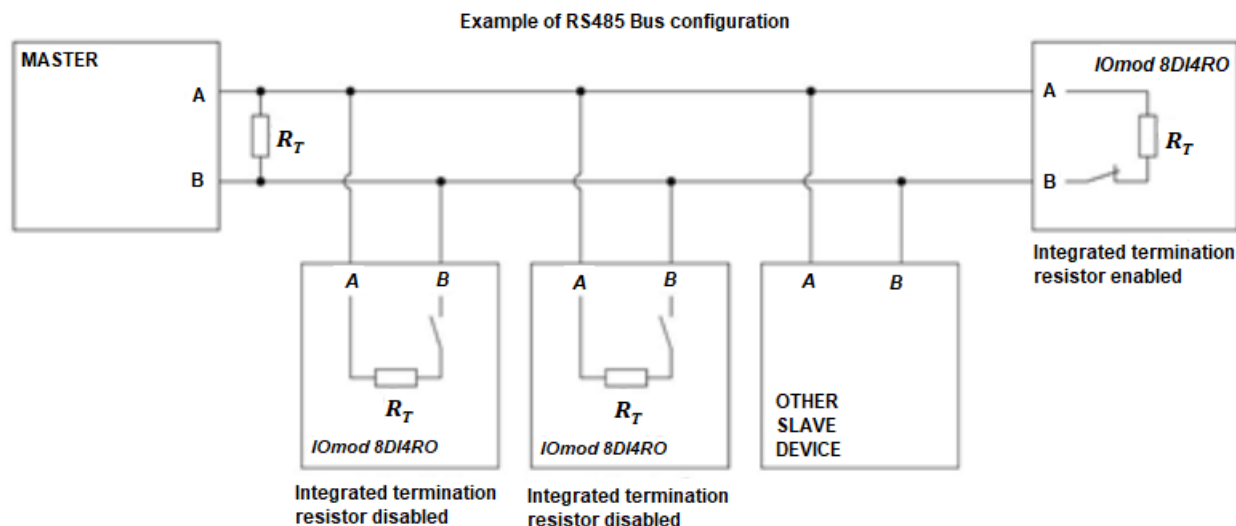 Example of RS485 Bus configuration
MASTER
A
B
R_T
IOmod 8DI4RO
A
B
R_T
Integrated termination
resistor enabled
A B
R_T
IOmod 8DI4RO
Integrated termination
resistor disabled
A B
R_T
IOmod 8DI4RO
Integrated termination
resistor disabled
A B
OTHER
SLAVE
DEVICE